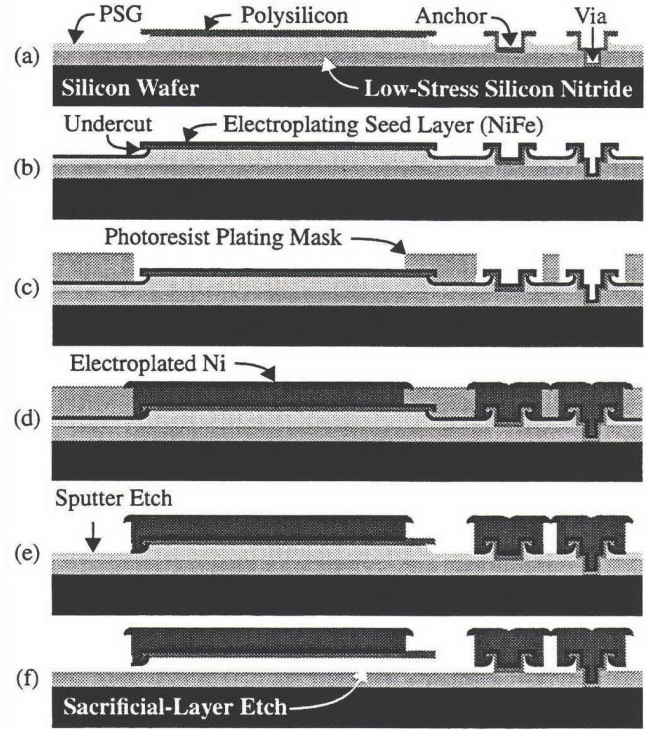 PSG
Polysilicon
Anchor
Via
(a)
Silicon Wafer
Low-Stress Silicon Nitride
Undercut
Electroplating Seed Layer (NiFe)
(b)
Photoresist Plating Mask
(c)
Electroplated Ni
(d)
Sputter Etch
(e)
(f)
Sacrificial-Layer Etch